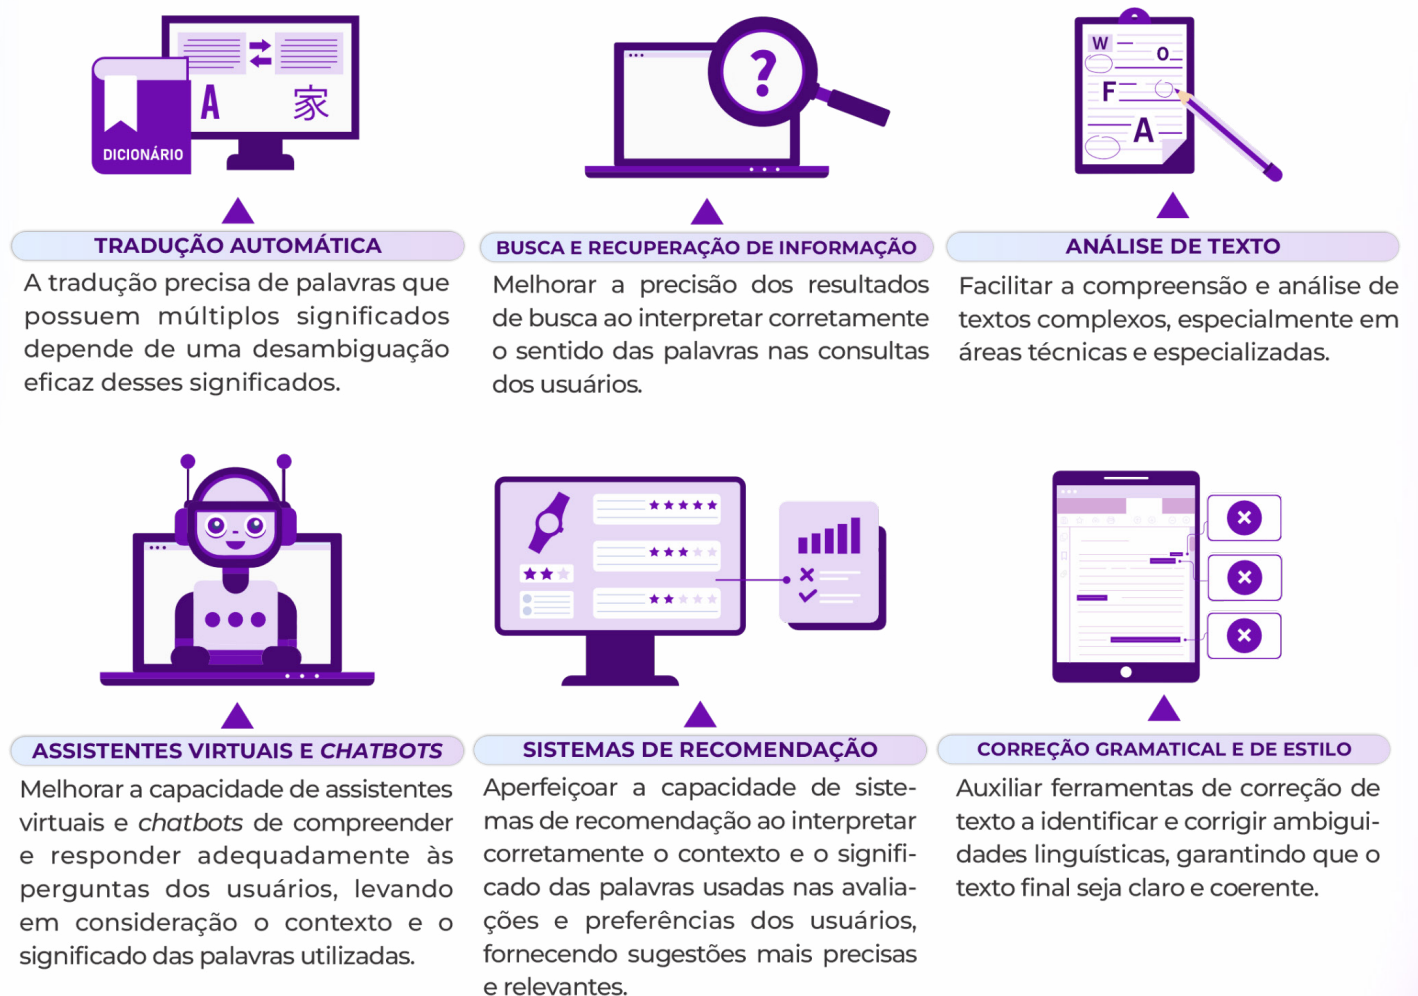 DICIONÁRIO
A
家
?
W
O
F
A
TRADUÇÃO AUTOMÁTICA
A tradução precisa de palavras que
possuem múltiplos significados
depende de uma desambiguação
eficaz desses significados.
BUSCA E RECUPERAÇÃO DE INFORMAÇÃO
Melhorar a precisão dos resultados
de busca ao interpretar corretamente
o sentido das palavras nas consultas
dos usuários.
ANÁLISE DE TEXTO
Facilitar a compreensão e análise de
textos complexos, especialmente em
áreas técnicas e especializadas.
ASSISTENTES VIRTUAIS E CHATBOTS
Melhorar a capacidade de assistentes
virtuais e chatbots de compreender
e responder adequadamente às
perguntas dos usuários, levando
em consideração o contexto e o
significado das palavras utilizadas.
SISTEMAS DE RECOMENDAÇÃO
Aperfeiçoar a capacidade de siste-
mas de recomendação ao interpretar
corretamente o contexto e o signifi-
cado das palavras usadas nas avalia-
ções e preferências dos usuários,
fornecendo sugestões mais precisas
e relevantes.
CORREÇÃO GRAMATICAL E DE ESTILO
Auxiliar ferramentas de correção de
texto a identificar e corrigir ambigui-
dades linguísticas, garantindo que o
texto final seja claro e coerente.